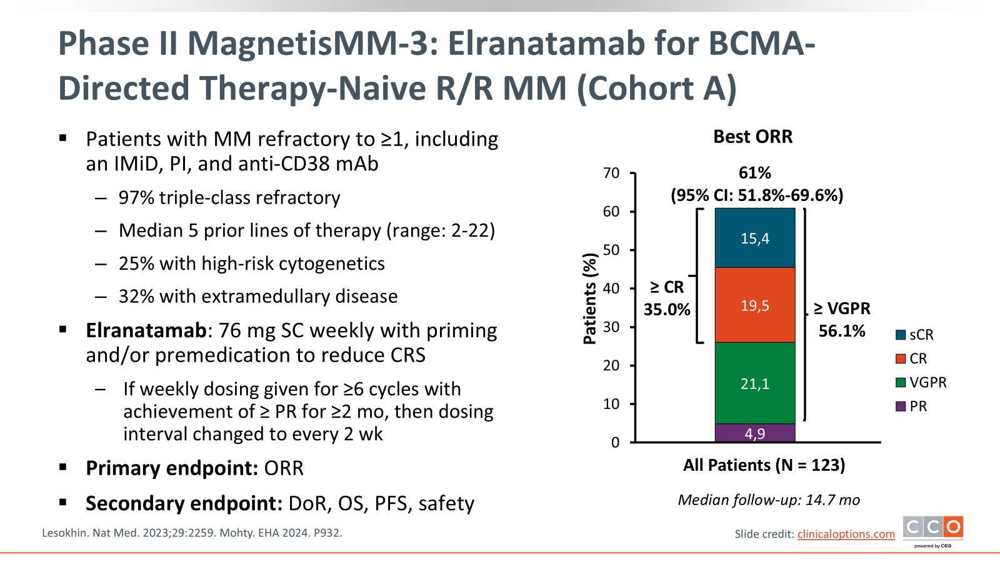 Phase II MagnetisMM-3: Elranatamab for BCMA-
Directed Therapy-Naive R/R MM (Cohort A)
▪ Patients with MM refractory to ≥1, including
an IMiD, PI, and anti-CD38 mAb
– 97% triple-class refractory
– Median 5 prior lines of therapy (range: 2-22)
– 25% with high-risk cytogenetics
– 32% with extramedullary disease
▪ Elranatamab: 76 mg SC weekly with priming
and/or premedication to reduce CRS
– If weekly dosing given for ≥6 cycles with
achievement of ≥ PR for ≥2 mo, then dosing
interval changed to every 2 wk
▪ Primary endpoint: ORR
▪ Secondary endpoint: DoR, OS, PFS, safety
Best ORR
61%
(95% CI: 51.8%-69.6%)
Patients (%)
70
60
50
40
30
20
10
0
15,4
19,5
21,1
4,9
≥ CR
35.0%
≥ VGPR
56.1%
sCR
CR
VGPR
PR
All Patients (N = 123)
Median follow-up: 14.7 mo
Lesokhin. Nat Med. 2023;29:2259. Mohty. EHA 2024. P932.
Slide credit: clinicaloptions.com
CCO
powered by cea